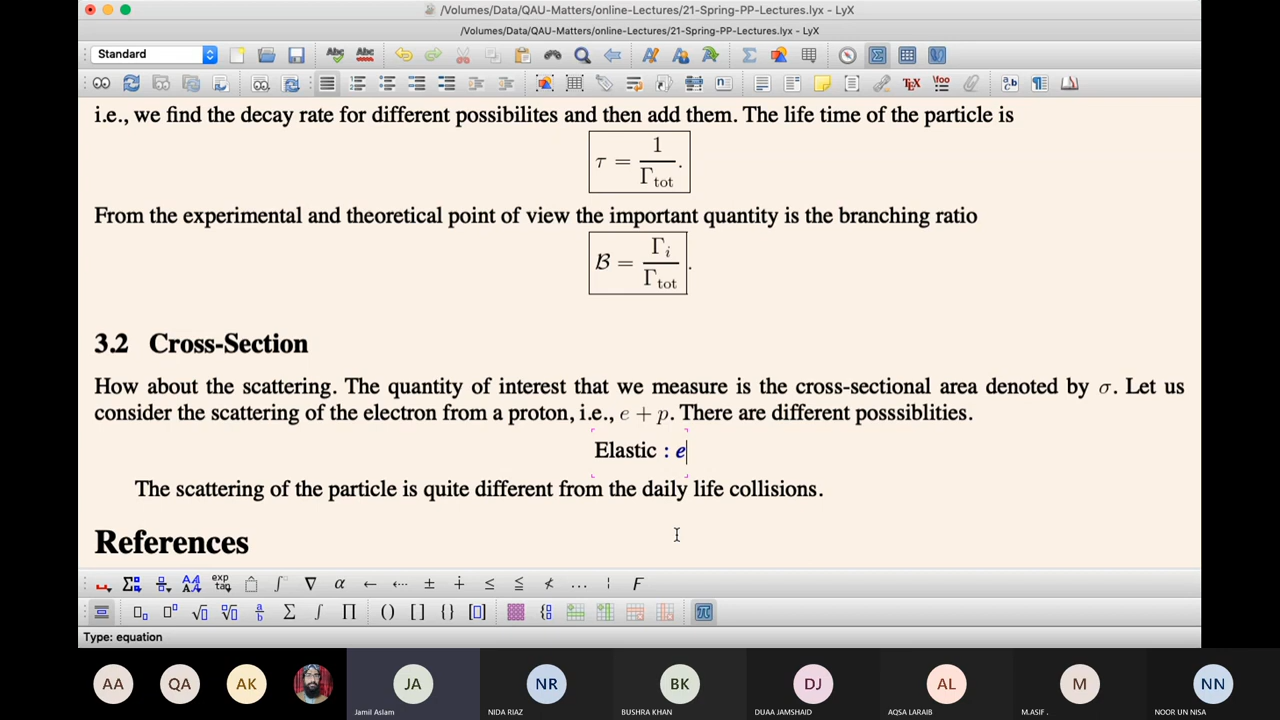 /Volumes/Data/QAU-Matters/online-Lectures/21-Spring-PP-Lectures.lyx - LyX
/Volumes/Data/QAU-Matters/online-Lectures/21-Spring-PP-Lectures.lyx - LyX
Standard
i.e., we find the decay rate for different possibilites and then add them. The life time of the particle is
τ = 1/Γ_tot.
From the experimental and theoretical point of view the important quantity is the branching ratio
ℬ = Γ_i/Γ_tot.
3.2 Cross-Section
How about the scattering. The quantity of interest that we measure is the cross-sectional area denoted by σ. Let us
consider the scattering of the electron from a proton, i.e., e + p. There are different posssiblities.
Elastic : e
The scattering of the particle is quite different from the daily life collisions.
References
Type: equation
AA QA AK JA NR BK DJ AL M NN
Jamil Aslam NIDA RIAZ BUSHRA KHAN DUAA JAMSHAID AQSA LARAIB M.ASIF . NOOR UN NISA